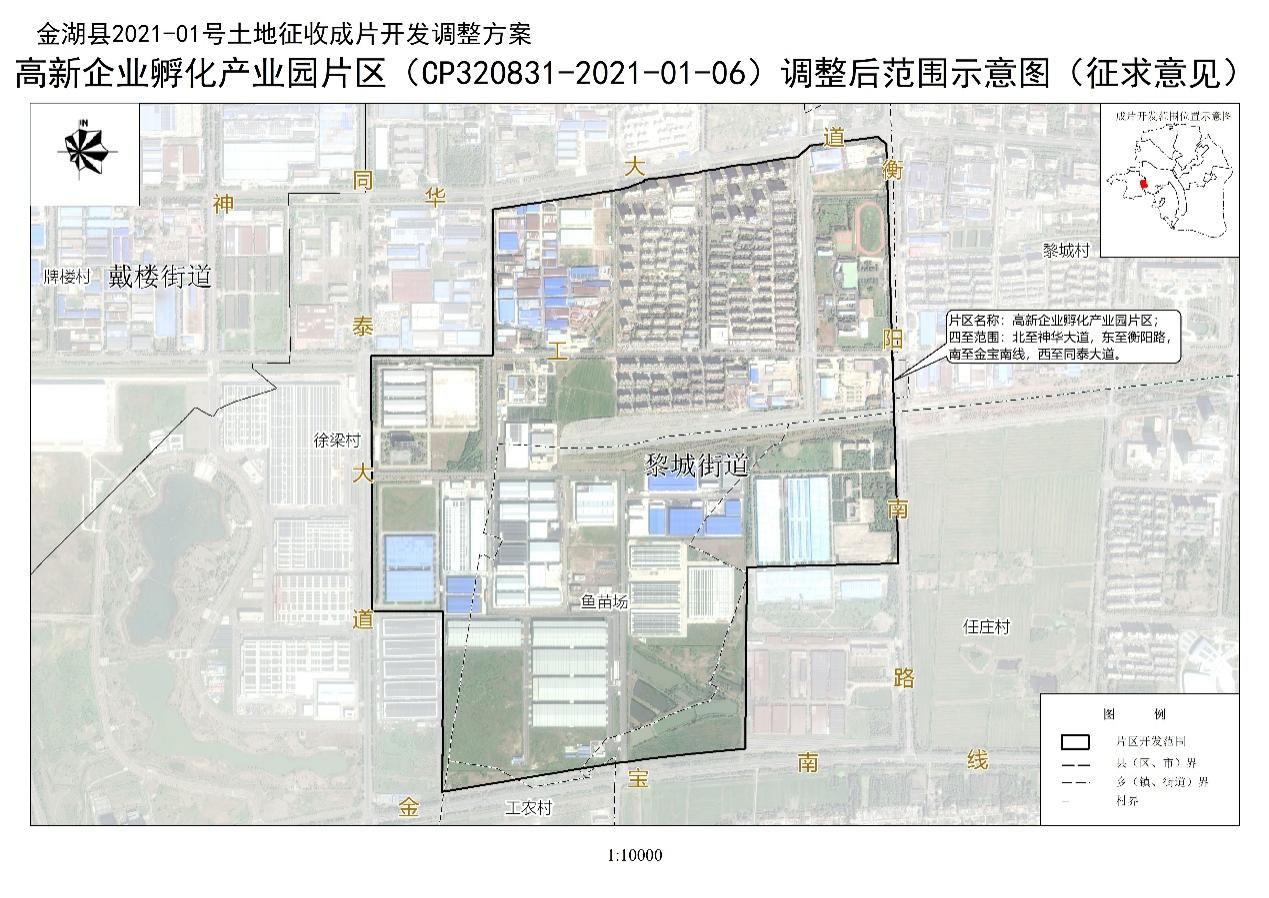 金湖县2021-01号土地征收成片开发调整方案
高新企业孵化产业园片区（CP320831-2021-01-06）调整后范围示意图（征求意见）
N
成片开发范围位置示意图
神华大道
同泰大道
衡阳南路
工
金宝南线
牌楼村
戴楼街道
黎城村
片区名称：高新企业孵化产业园片区；
四至范围：北至神华大道，东至衡阳路，
南至金宝南线，西至同泰大道。
徐梁村
黎城街道
鱼苗场
任庄村
工农村
图 例
片区开发范围
县（区、市）界
乡（镇、街道）界
村界
1:10000